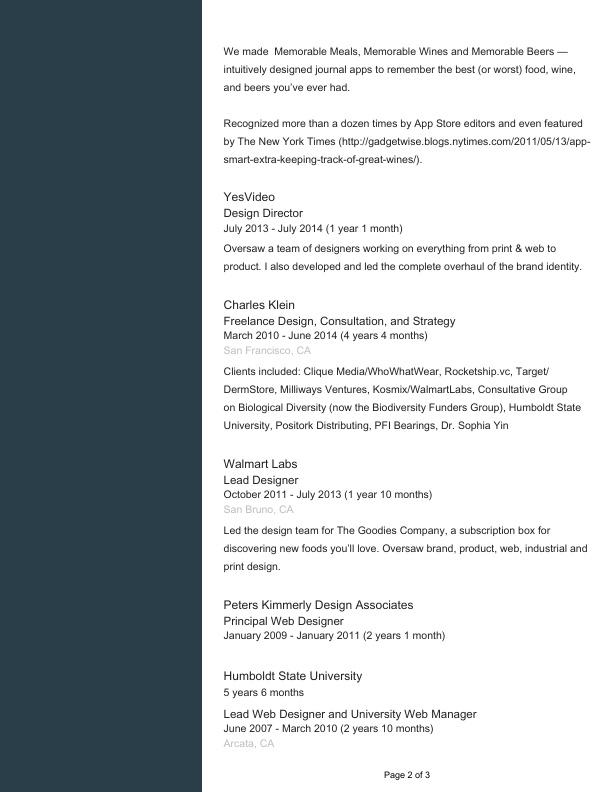 We made  Memorable Meals, Memorable Wines and Memorable Beers —
intuitively designed journal apps to remember the best (or worst) food, wine,
and beers you've ever had.
Recognized more than a dozen times by App Store editors and even featured
by The New York Times (http://gadgetwise.blogs.nytimes.com/2011/05/13/app-
smart-extra-keeping-track-of-great-wines/).
YesVideo
Design Director
July 2013 - July 2014 (1 year 1 month)
Oversaw a team of designers working on everything from print & web to
product. I also developed and led the complete overhaul of the brand identity.
Charles Klein
Freelance Design, Consultation, and Strategy
March 2010 - June 2014 (4 years 4 months)
San Francisco, CA
Clients included: Clique Media/WhoWhatWear, Rocketship.vc, Target/
DermStore, Milliways Ventures, Kosmix/WalmartLabs, Consultative Group
on Biological Diversity (now the Biodiversity Funders Group), Humboldt State
University, Positork Distributing, PFI Bearings, Dr. Sophia Yin
Walmart Labs
Lead Designer
October 2011 - July 2013 (1 year 10 months)
San Bruno, CA
Led the design team for The Goodies Company, a subscription box for
discovering new foods you'll love. Oversaw brand, product, web, industrial and
print design.
Peters Kimmerly Design Associates
Principal Web Designer
January 2009 - January 2011 (2 years 1 month)
Humboldt State University
5 years 6 months
Lead Web Designer and University Web Manager
June 2007 - March 2010 (2 years 10 months)
Arcata, CA
Page 2 of 3